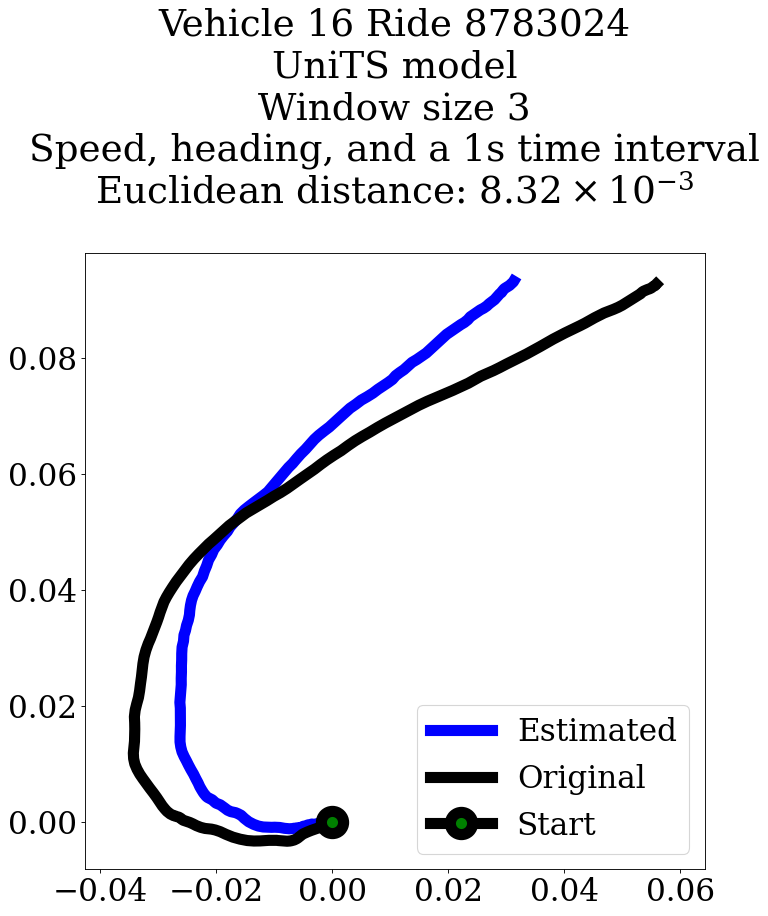 Vehicle 16 Ride 8783024
UniTS model
Window size 3
Speed, heading, and a 1s time interval
Euclidean distance: 8.32 × 10⁻³
0.08
0.06
0.04
0.02
0.00
−0.04 −0.02 0.00 0.02 0.04 0.06
Estimated
Original
Start